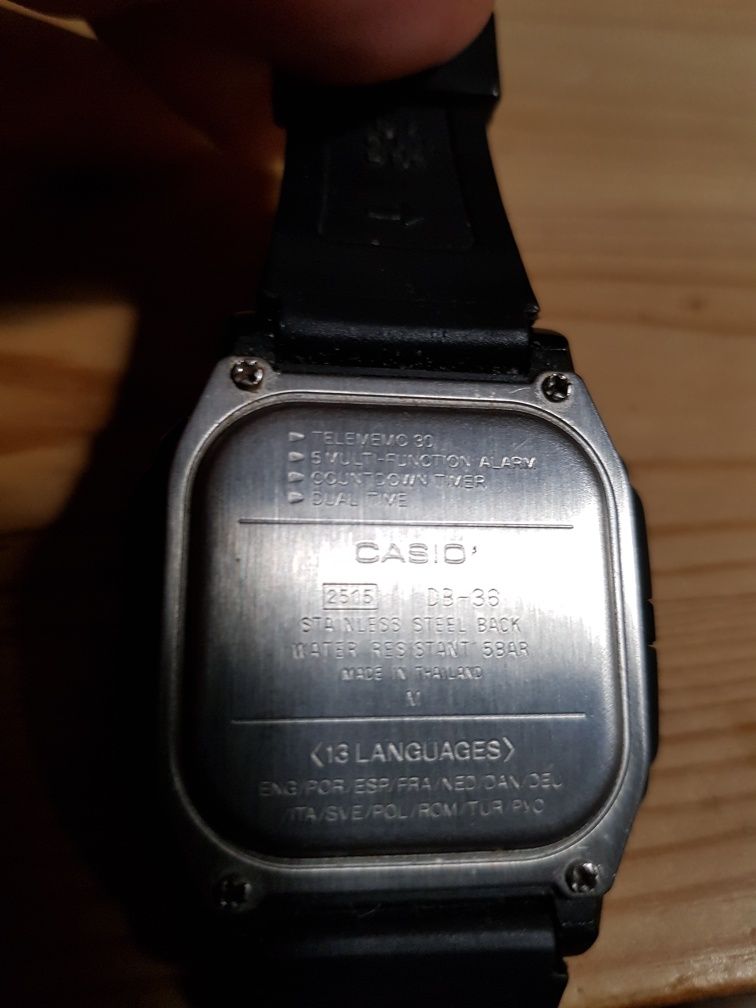 ▶ TELEMEMO 30
▶ 5 MULTI-FUNCTION ALARM
▶ COUNTDOWN TIMER
▶ DUAL TIME
CASIO
2515 DB-36
STAINLESS STEEL BACK
WATER RESISTANT 5BAR
MADE IN THAILAND
M
〈13 LANGUAGES〉
ENG/POR/ESP/FRA/NED/DAN/DEU
/ITA/SVE/POL/ROM/TUR/РУС